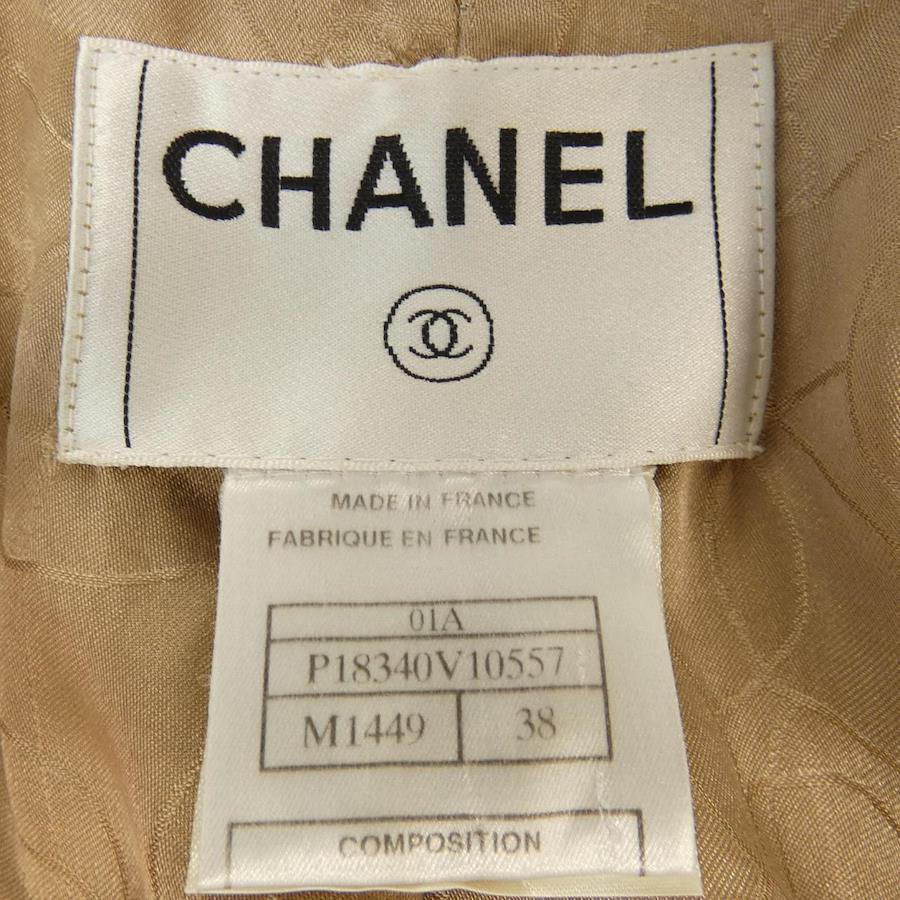 CHANEL
MADE IN FRANCE
FABRIQUE EN FRANCE
01A
P18340V10557
M1449 38
COMPOSITION